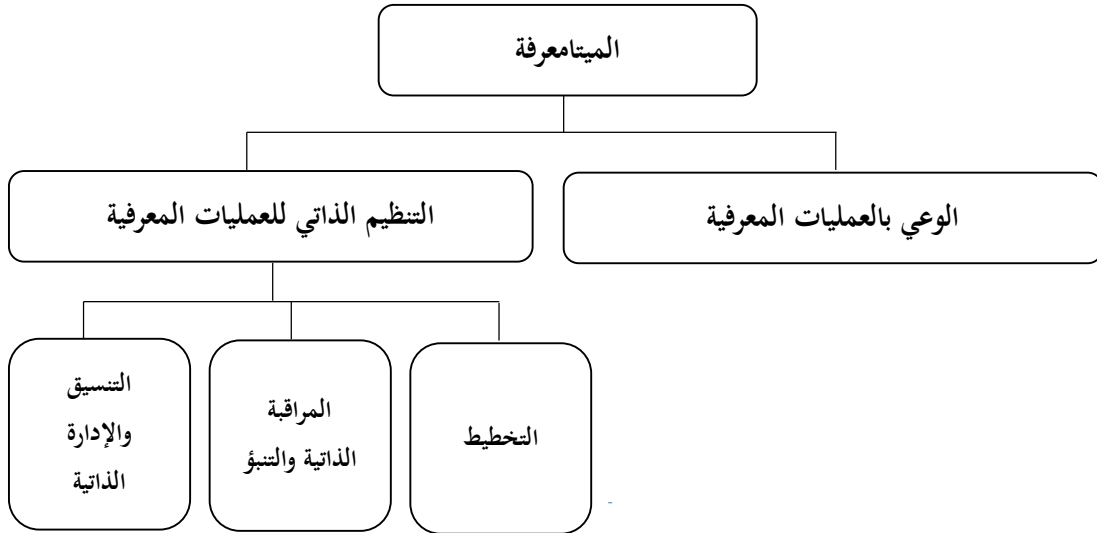 الميتامعرفة
الوعي بالعمليات المعرفية
التنظيم الذاتي للعمليات المعرفية
التخطيط
المراقبة
الذاتية والتنبؤ
التنسيق
والإدارة
الذاتية